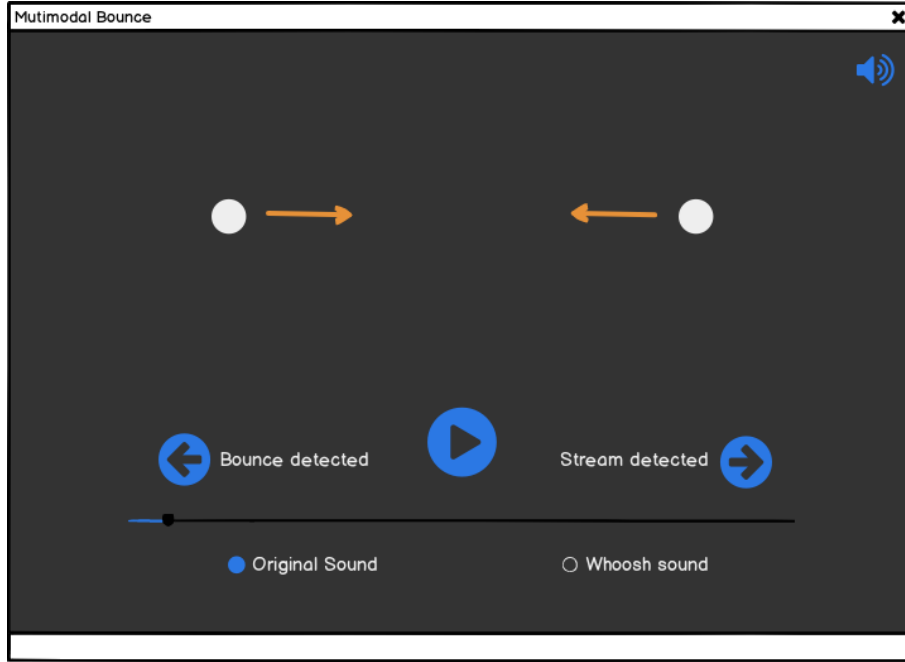 Mutimodal Bounce
Bounce detected
Stream detected
Original Sound
Whoosh sound